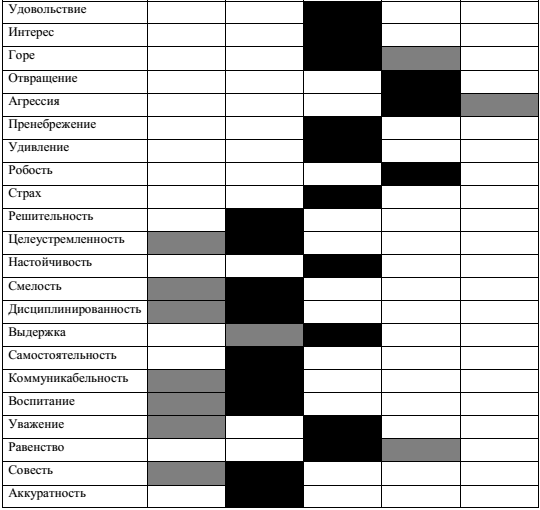 Удовольствие
Интерес
Горе
Отвращение
Агрессия
Пренебрежение
Удивление
Робость
Страх
Решительность
Целеустремленность
Настойчивость
Смелость
Дисциплинированность
Выдержка
Самостоятельность
Коммуникабельность
Воспитание
Уважение
Равенство
Совесть
Аккуратность